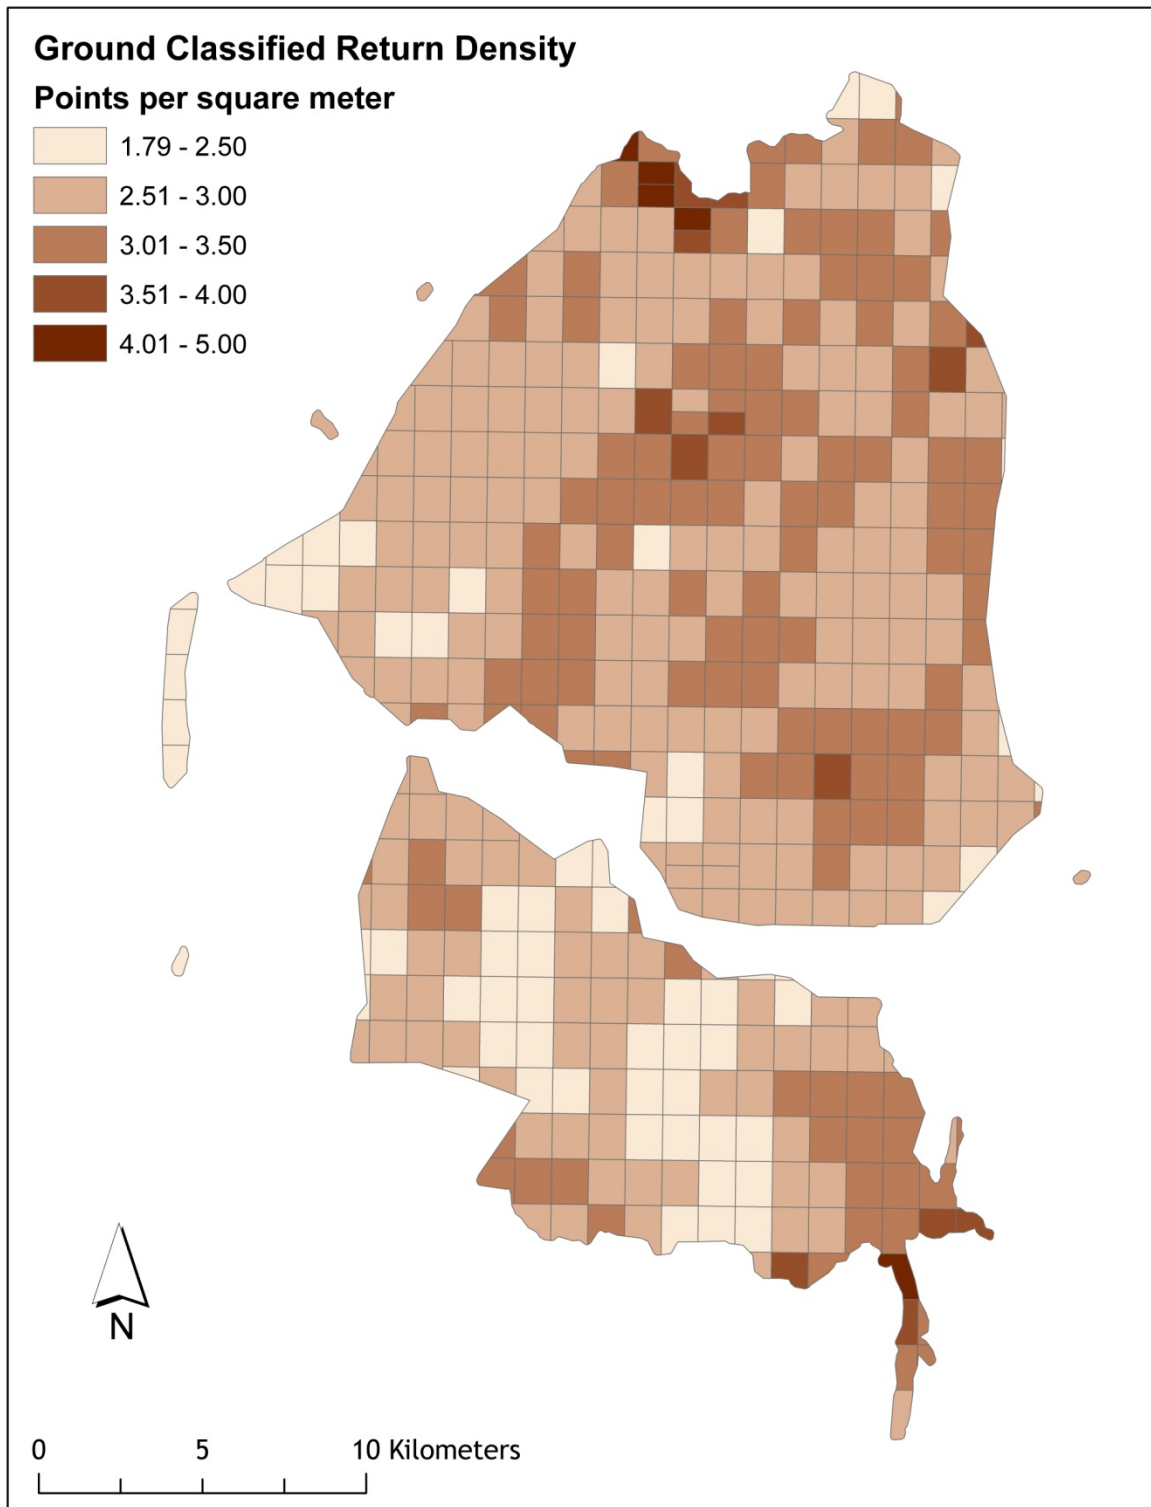 Ground Classified Return Density
Points per square meter
1.79 - 2.50
2.51 - 3.00
3.01 - 3.50
3.51 - 4.00
4.01 - 5.00
N
0 5 10 Kilometers